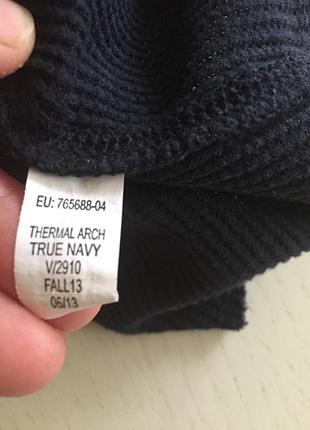 EU: 765688-04
THERMAL ARCH
TRUE NAVY
V/2910
FALL13
06/13